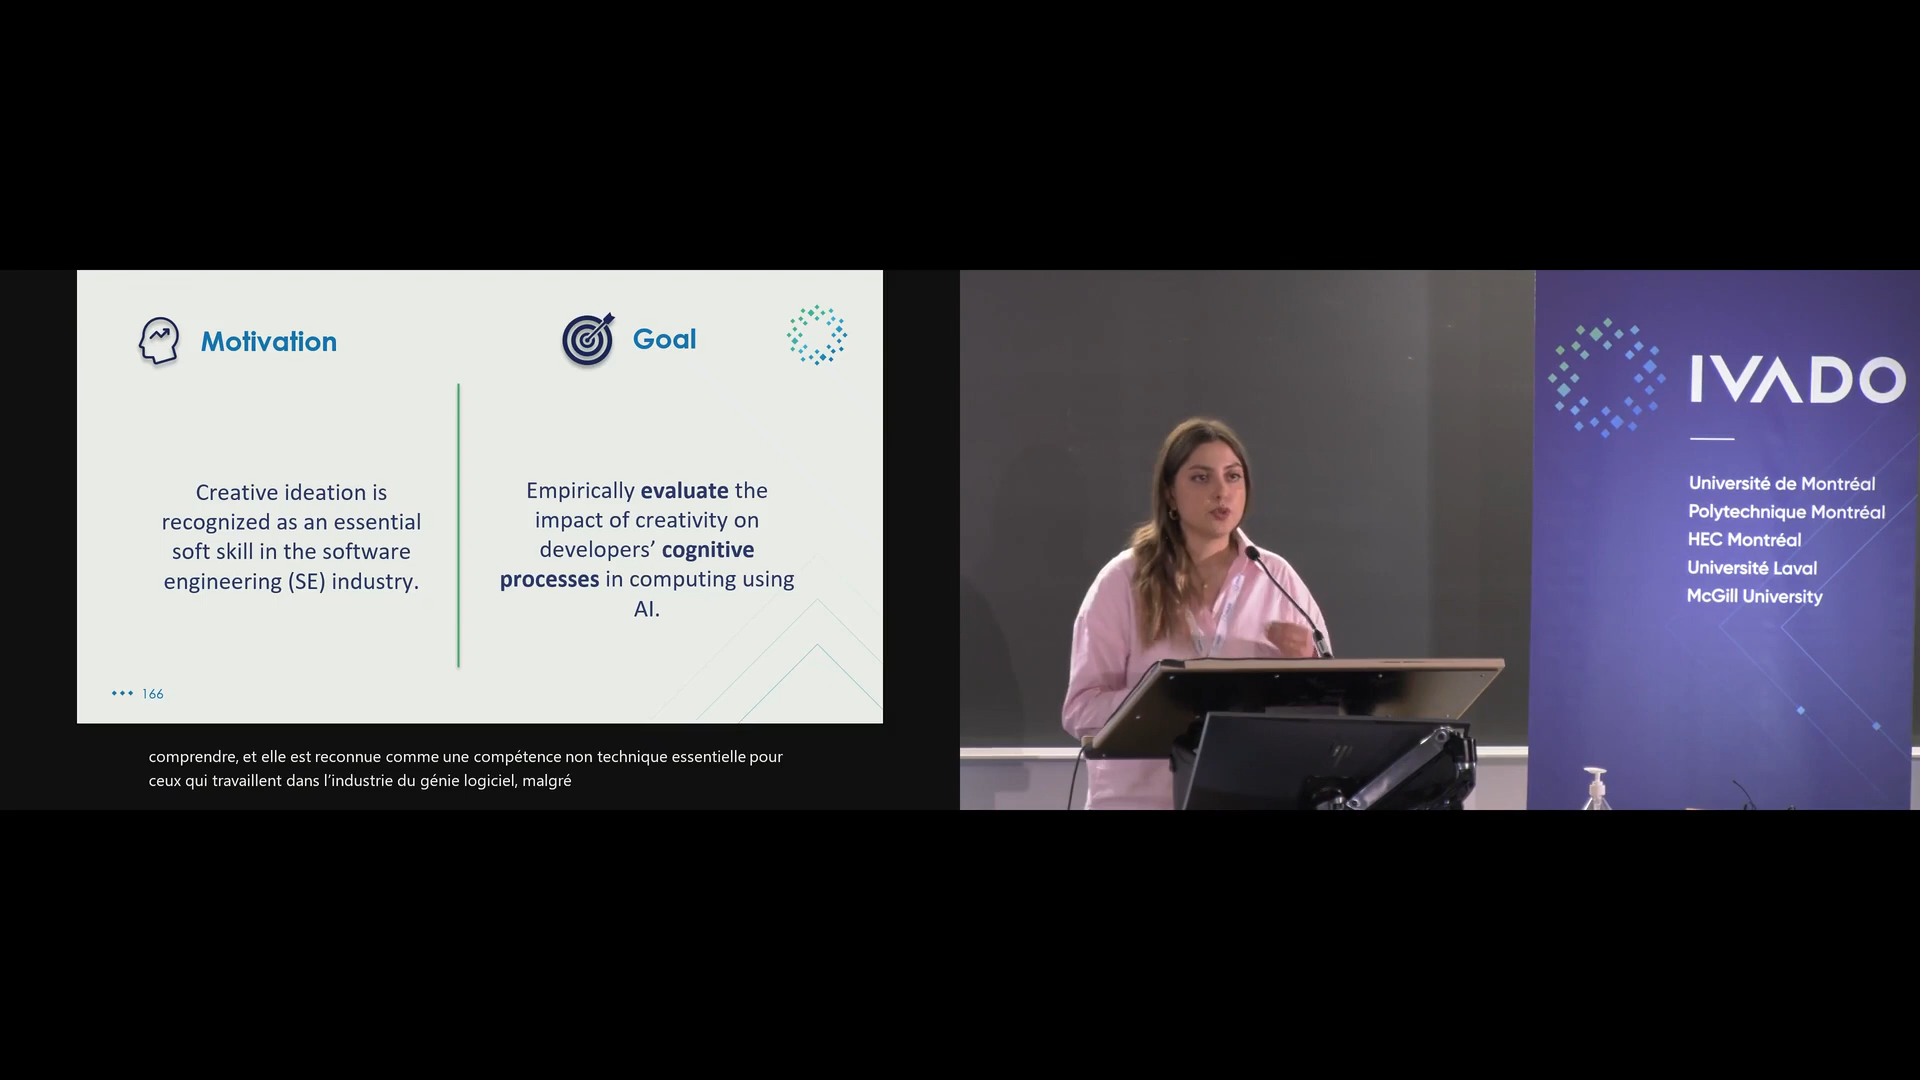 Motivation
Creative ideation is
recognized as an essential
soft skill in the software
engineering (SE) industry.
Goal
Empirically evaluate the
impact of creativity on
developers’ cognitive
processes in computing using
AI.
166
comprendre, et elle est reconnue comme une compétence non technique essentielle pour
ceux qui travaillent dans l’industrie du génie logiciel, malgré
IVADO
Université de Montréal
Polytechnique Montréal
HEC Montréal
Université Laval
McGill University